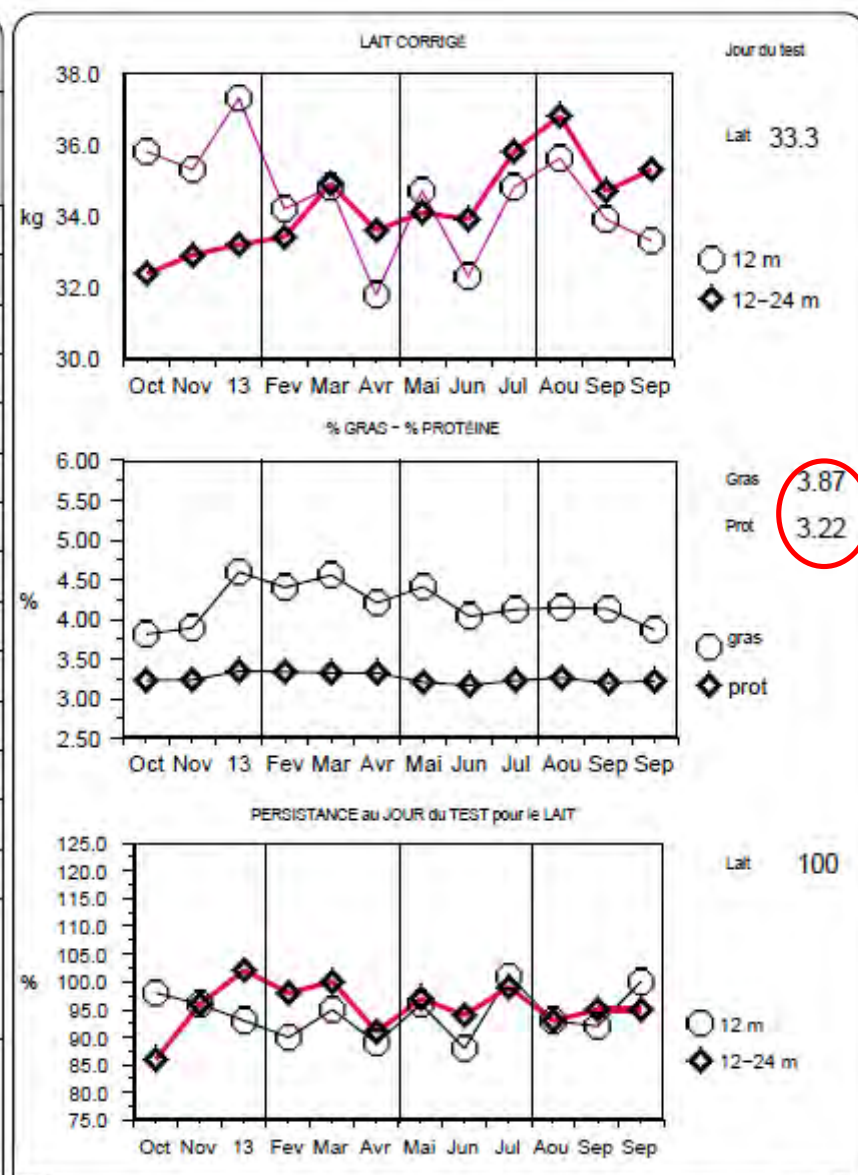 LAIT CORRIGÉ
Jour du test
38.0
36.0
34.0
32.0
30.0
kg
Lait 33.3
12 m
12-24 m
Oct Nov 13 Fev Mar Avr Mai Jun Jul Aou Sep Sep
% GRAS - % PROTÉINE
6.00
5.50
5.00
4.50
4.00
3.50
3.00
2.50
%
Gras 3.87
Prot 3.22
gras
prot
Oct Nov 13 Fev Mar Avr Mai Jun Jul Aou Sep Sep
PERSISTANCE au JOUR du TEST pour le LAIT
125.0
120.0
115.0
110.0
105.0
100.0
95.0
90.0
85.0
80.0
75.0
%
Lait 100
12 m
12-24 m
Oct Nov 13 Fev Mar Avr Mai Jun Jul Aou Sep Sep